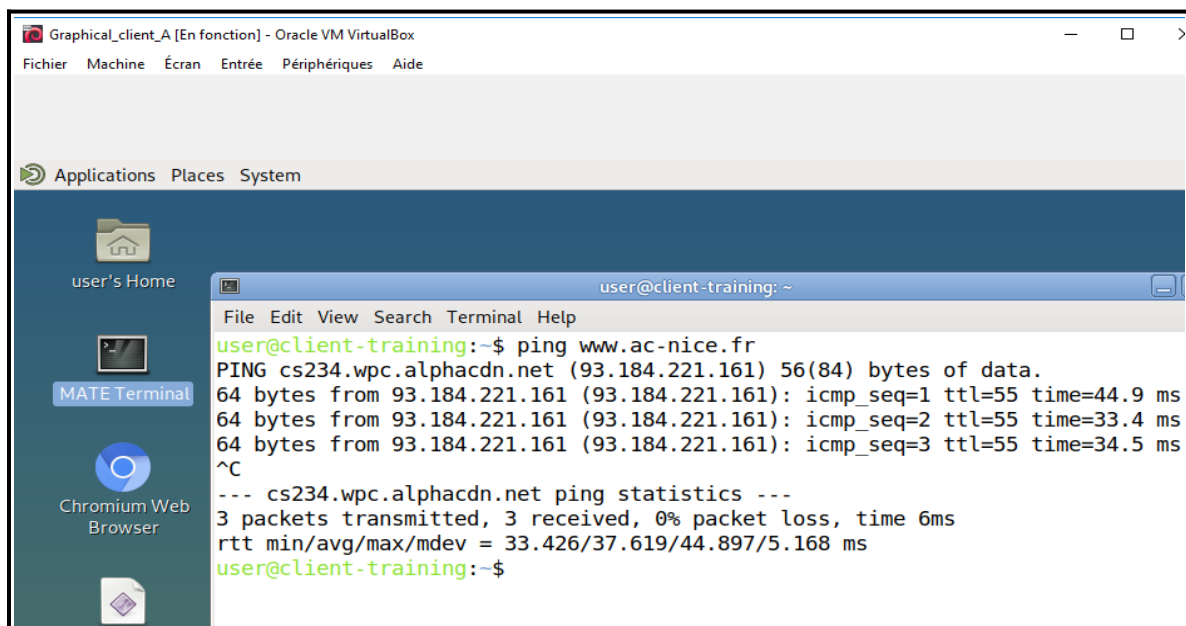 Graphical_client_A [En fonction] - Oracle VM VirtualBox
Fichier Machine Écran Entrée Périphériques Aide
Applications Places System
user's Home
MATE Terminal
Chromium Web
Browser
user@client-training: ~
File Edit View Search Terminal Help
user@client-training:~$ ping www.ac-nice.fr
PING cs234.wpc.alphacdn.net (93.184.221.161) 56(84) bytes of data.
64 bytes from 93.184.221.161 (93.184.221.161): icmp_seq=1 ttl=55 time=44.9 ms
64 bytes from 93.184.221.161 (93.184.221.161): icmp_seq=2 ttl=55 time=33.4 ms
64 bytes from 93.184.221.161 (93.184.221.161): icmp_seq=3 ttl=55 time=34.5 ms
^C
--- cs234.wpc.alphacdn.net ping statistics ---
3 packets transmitted, 3 received, 0% packet loss, time 6ms
rtt min/avg/max/mdev = 33.426/37.619/44.897/5.168 ms
user@client-training:~$